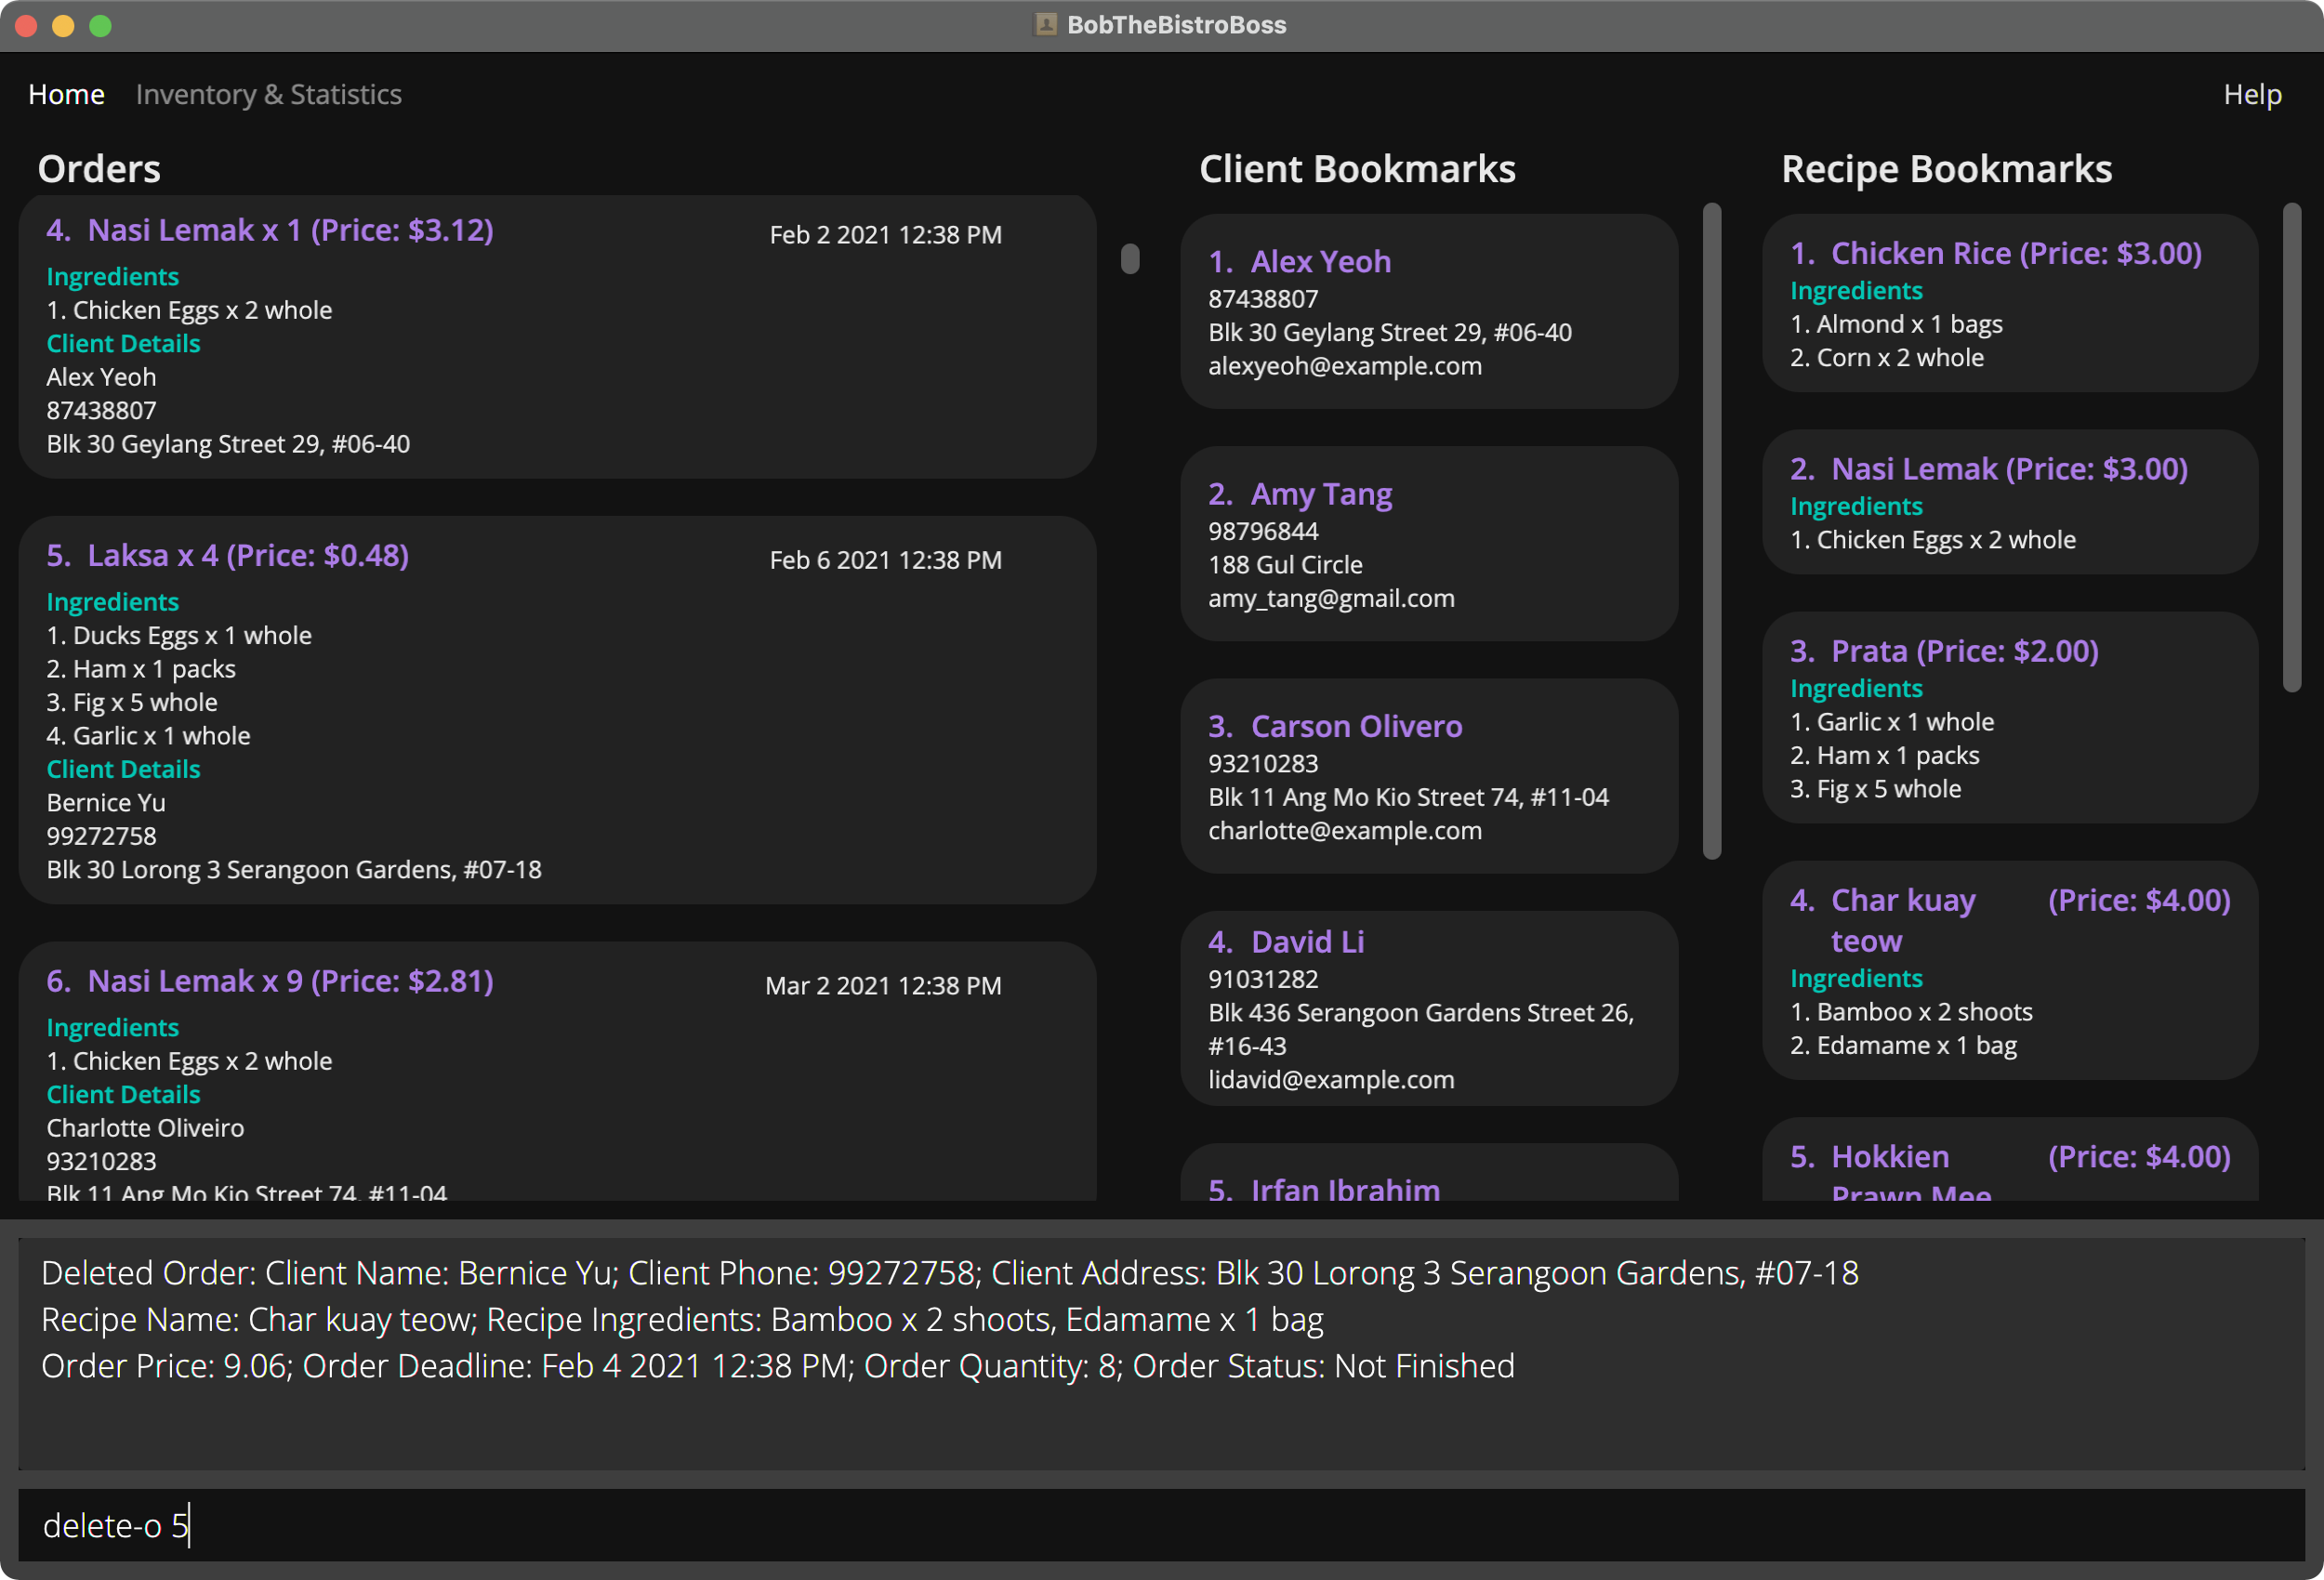 BobTheBistroBoss
Home
Inventory & Statistics
Help
Orders
4. Nasi Lemak x 1 (Price: $3.12)
Feb 2 2021 12:38 PM
Ingredients
1. Chicken Eggs x 2 whole
Client Details
Alex Yeoh
87438807
Blk 30 Geylang Street 29, #06-40
5. Laksa x 4 (Price: $0.48)
Feb 6 2021 12:38 PM
Ingredients
1. Ducks Eggs x 1 whole
2. Ham x 1 packs
3. Fig x 5 whole
4. Garlic x 1 whole
Client Details
Bernice Yu
99272758
Blk 30 Lorong 3 Serangoon Gardens, #07-18
6. Nasi Lemak x 9 (Price: $2.81)
Mar 2 2021 12:38 PM
Ingredients
1. Chicken Eggs x 2 whole
Client Details
Charlotte Oliveiro
93210283
Blk 11 Ang Mo Kio Street 74, #11-04
Client Bookmarks
1. Alex Yeoh
87438807
Blk 30 Geylang Street 29, #06-40
alexyeoh@example.com
2. Amy Tang
98796844
188 Gul Circle
amy_tang@gmail.com
3. Carson Olivero
93210283
Blk 11 Ang Mo Kio Street 74, #11-04
charlotte@example.com
4. David Li
91031282
Blk 436 Serangoon Gardens Street 26,
#16-43
lidavid@example.com
5. Irfan Ibrahim
Recipe Bookmarks
1. Chicken Rice (Price: $3.00)
Ingredients
1. Almond x 1 bags
2. Corn x 2 whole
2. Nasi Lemak (Price: $3.00)
Ingredients
1. Chicken Eggs x 2 whole
3. Prata (Price: $2.00)
Ingredients
1. Garlic x 1 whole
2. Ham x 1 packs
3. Fig x 5 whole
4. Char kuay (Price: $4.00)
teow
Ingredients
1. Bamboo x 2 shoots
2. Edamame x 1 bag
5. Hokkien (Price: $4.00)
Prawn Mee
Deleted Order: Client Name: Bernice Yu; Client Phone: 99272758; Client Address: Blk 30 Lorong 3 Serangoon Gardens, #07-18
Recipe Name: Char kuay teow; Recipe Ingredients: Bamboo x 2 shoots, Edamame x 1 bag
Order Price: 9.06; Order Deadline: Feb 4 2021 12:38 PM; Order Quantity: 8; Order Status: Not Finished
delete-o 5